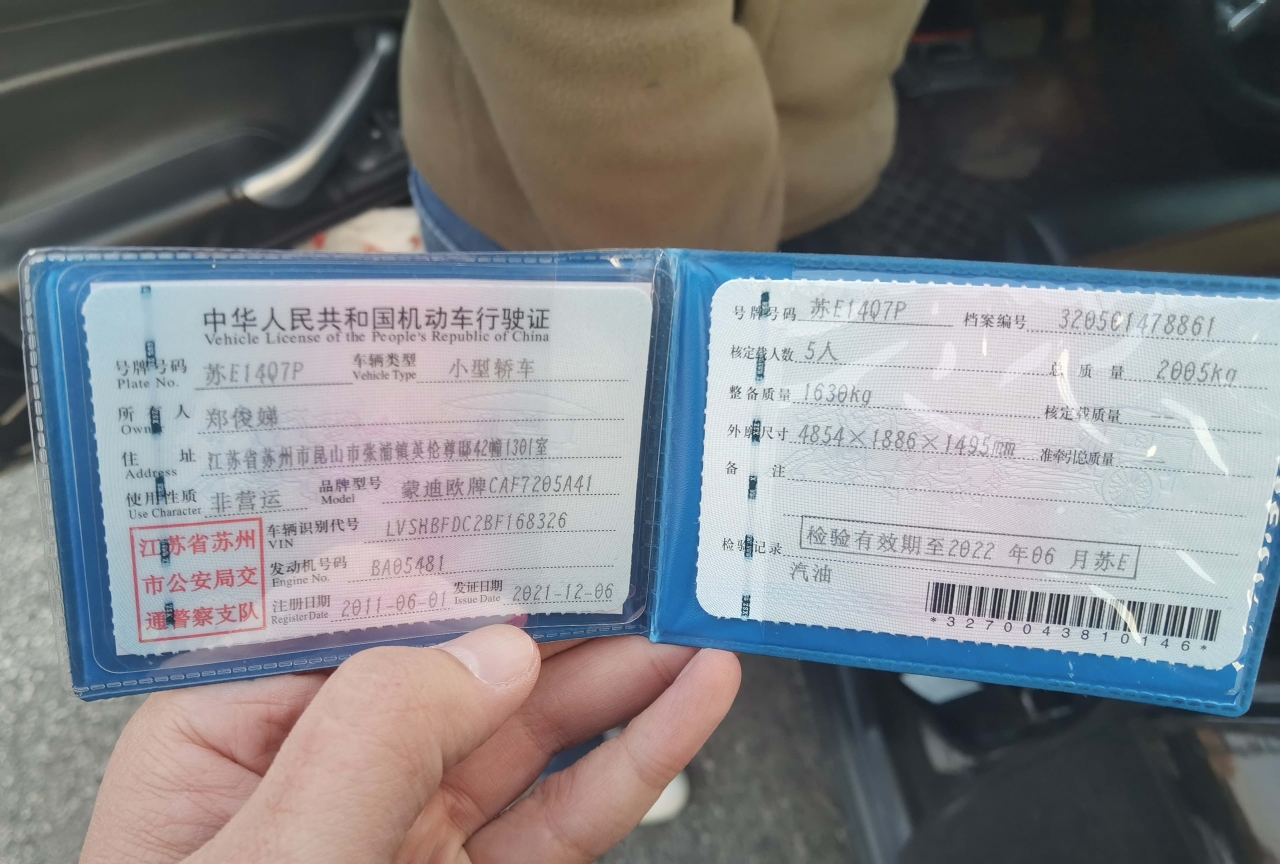 中华人民共和国机动车行驶证
Vehicle License of the People's Republic of China
号牌号码 苏E14Q7P 车辆类型 小型轿车
Plate No. Vehicle Type
所有人 郑俊娣
Owner
住址 江苏省苏州市昆山市张浦镇英伦尊邸42幢1301室
Address
使用性质 非营运 品牌型号 蒙迪欧牌CAF7205A41
Use Character Model
江苏省苏州
市公安局交
通警察支队
车辆识别代号 LVSHBFDC2BF168326
VIN
发动机号码 BA05481
Engine No.
注册日期 2011-06-01 发证日期 2021-12-06
Register Date Issue Date
号牌号码 苏E14Q7P 档案编号 320501478861
核定载人数 5人 总质量 2005kg
整备质量 1630kg 核定载质量 --
外廓尺寸 4854×1886×1495mm 准牵引总质量 --
备注
检验记录 检验有效期至2022 年06 月苏E
汽油
*3270043810146*